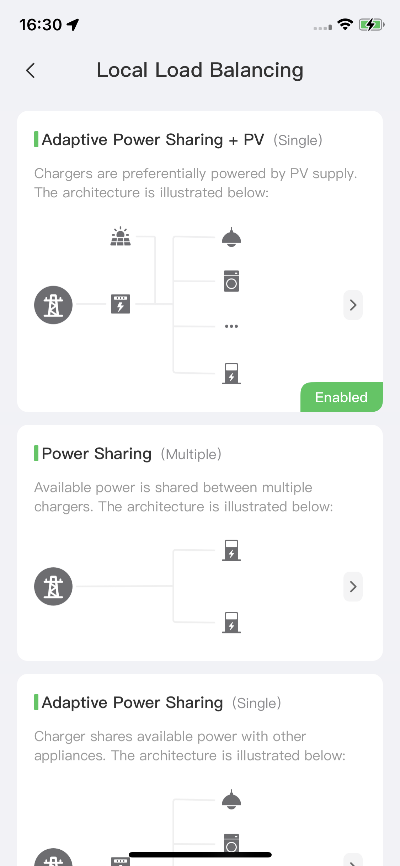 16:30
Local Load Balancing
Adaptive Power Sharing + PV (Single)
Chargers are preferentially powered by PV supply.
The architecture is illustrated below:
Enabled
Power Sharing (Multiple)
Available power is shared between multiple
chargers. The architecture is illustrated below:
Adaptive Power Sharing (Single)
Charger shares available power with other
appliances. The architecture is illustrated below: